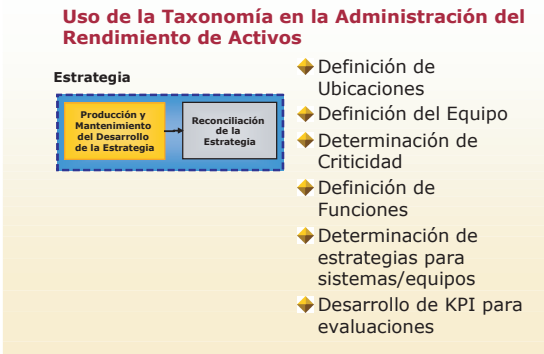 Uso de la Taxonomía en la Administración del
Rendimiento de Activos
Estrategia
Producción y
Mantenimiento
del Desarrollo
de la Estrategia
Reconciliación
de la
Estrategia
Definición de
Ubicaciones
Definición del Equipo
Determinación de
Criticidad
Definición de
Funciones
Determinación de
estrategias para
sistemas/equipos
Desarrollo de KPI para
evaluaciones